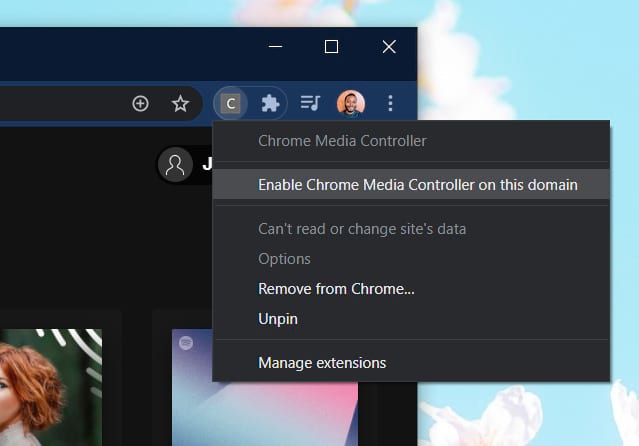 C
J
Chrome Media Controller
Enable Chrome Media Controller on this domain
Can't read or change site's data
Options
Remove from Chrome...
Unpin
Manage extensions